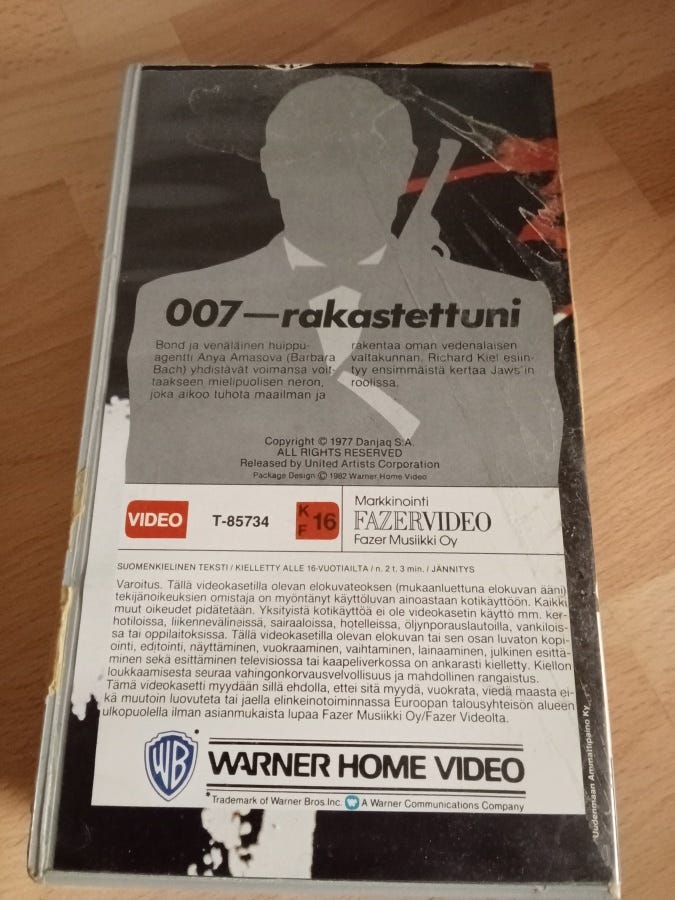 007—rakastettuni
Bond ja venäläinen huippu-
agentti Anya Amasova (Barbara
Bach) yhdistävät voimansa voit-
taakseen mielipuolisen neron,
joka aikoo tuhota maailman ja
rakentaa oman vedenalaisen
valtakunnan. Richard Kiel esiin-
tyy ensimmäistä kertaa Jaws'in
roolissa.
Copyright © 1977 Danjaq S.A.
ALL RIGHTS RESERVED
Released by United Artists Corporation
Package Design © 1982 Warner Home Video
VIDEO
T-85734
K
F 16
Markkinointi
FAZERVIDEO
Fazer Musiikki Oy
SUOMENKIELINEN TEKSTI / KIELLETTY ALLE 16-VUOTIAILTA / n. 2 t. 3 min. / JÄNNITYS
Varoitus. Tällä videokasetilla olevan elokuvateoksen (mukaanluettuna elokuvan ääni)
tekijänoikeuksien omistaja on myöntänyt käyttöluvan ainoastaan kotikäyttöön. Kaikki
muut oikeudet pidätetään. Yksityistä kotikäyttöä ei ole videokasetin käyttö mm. ker-
hotiloissa, liikennevälineissä, sairaaloissa, hotelleissa, öljynporauslautoilla, vankilois-
sa tai oppilaitoksissa. Tällä videokasetilla olevan elokuvan tai sen osan luvaton kopi-
ointi, editointi, näyttäminen, vuokraaminen, vaihtaminen, lainaaminen, julkinen esittä-
minen sekä esittäminen televisiossa tai kaapeliverkossa on ankarasti kielletty. Kiellon
loukkaamisesta seuraa vahingonkorvausvelvollisuus ja mahdollinen rangaistus.
Tämä videokasetti myydään sillä ehdolla, ettei sitä myydä, vuokrata, viedä maasta ei-
kä muutoin luovuteta tai jaella elinkeinotoiminnassa Euroopan talousyhteisön alueen
ulkopuolella ilman asianmukaista lupaa Fazer Musiikki Oy/Fazer Videolta.
WB
WARNER HOME VIDEO
*Trademark of Warner Bros Inc. A Warner Communications Company
Uudenmaan Ammattipaino Ky